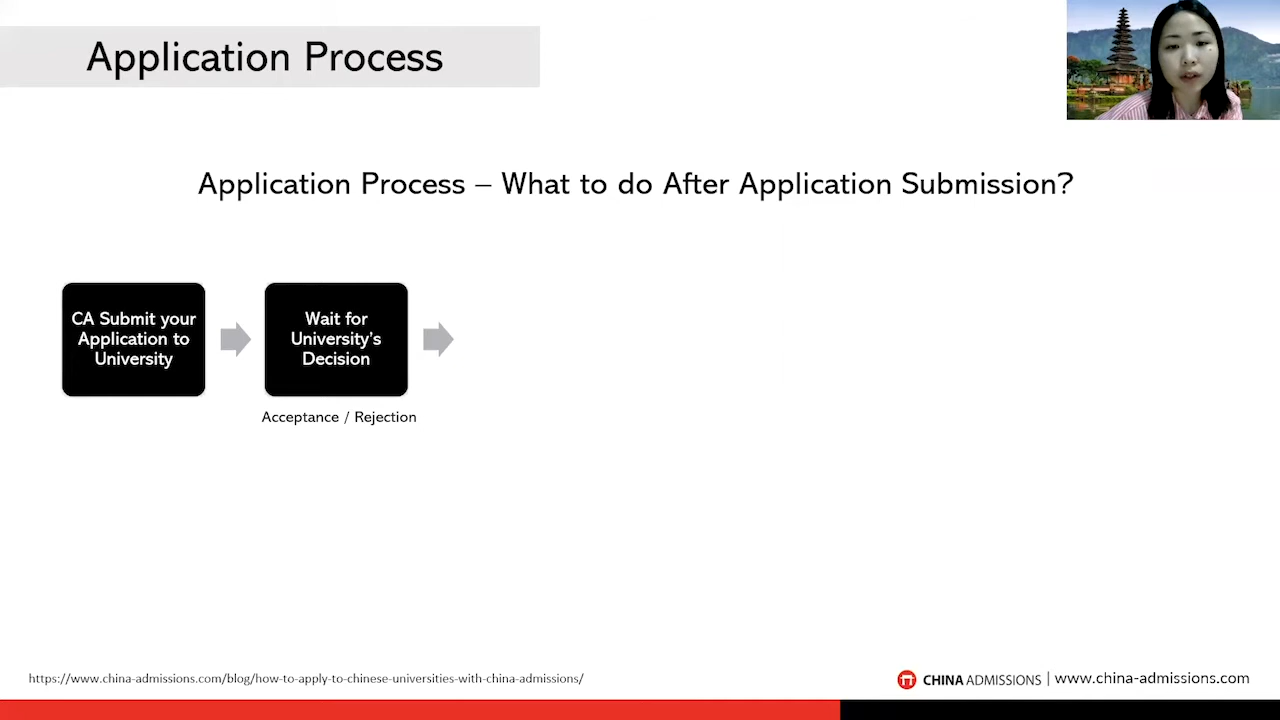 Application Process
Application Process – What to do After Application Submission?
CA Submit your
Application to
University
Wait for
University's
Decision
Acceptance / Rejection
https://www.china-admissions.com/blog/how-to-apply-to-chinese-universities-with-china-admissions/
CHINA ADMISSIONS | www.china-admissions.com